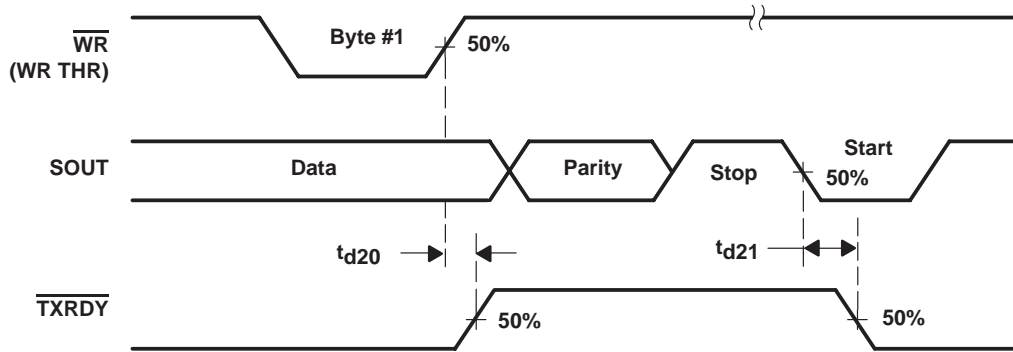 WR
(WR THR)
Byte #1
50%
SOUT
Data
Parity
Stop
Start
50%
td20
td21
TXRDY
50%
50%